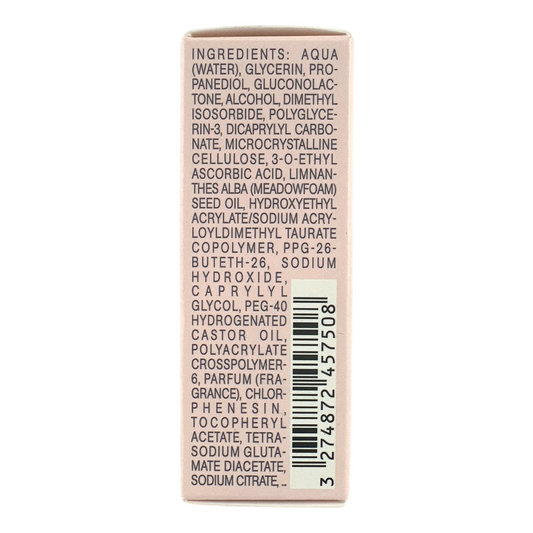 INGREDIENTS: AQUA
(WATER), GLYCERIN, PRO-
PANEDIOL, GLUCONOLAC-
TONE, ALCOHOL, DIMETHYL
ISOSORBIDE, POLYGLYCE-
RIN-3, DICAPRYLYL CARBO-
NATE, MICROCRYSTALLINE
CELLULOSE, 3-O-ETHYL
ASCORBIC ACID, LIMNAN-
THES ALBA (MEADOWFOAM)
SEED OIL, HYDROXYETHYL
ACRYLATE/SODIUM ACRY-
LOYLDIMETHYL TAURATE
COPOLYMER, PPG-26-
BUTETH-26, SODIUM
HYDROXIDE,
CAPRYLYL
GLYCOL, PEG-40
HYDROGENATED
CASTOR OIL,
POLYACRYLATE
CROSSPOLYMER-
6, PARFUM (FRA-
GRANCE), CHLOR-
PHENESIN,
TOCOPHERYL
ACETATE, TETRA-
SODIUM GLUTA-
MATE DIACETATE,
SODIUM CITRATE, ...
3 274872 457508